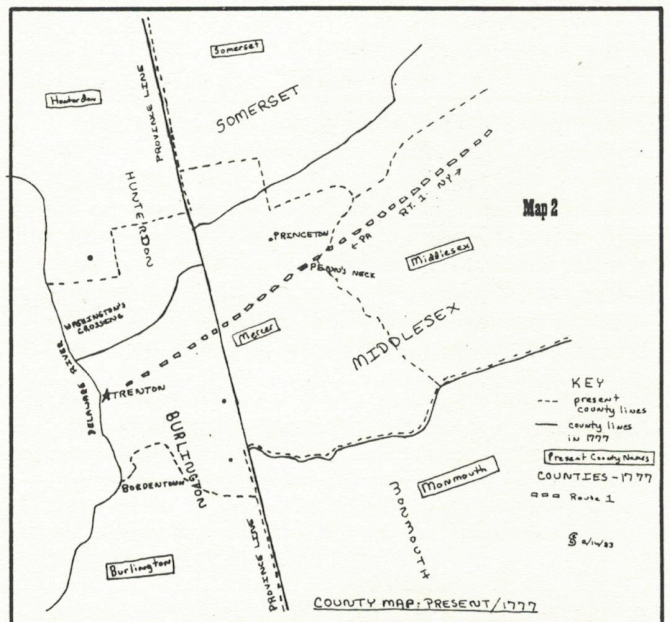 Somerset
Hunterdon
PROVINCE LINE
SOMERSET
HUNTERDON
Map 2
PRINCETON
RT. 1 NY→
← PA
PENN'S NECK
Middlesex
WASHINGTON'S
CROSSING
Mercer
MIDDLESEX
DELAWARE RIVER
TRENTON
KEY
present
county lines
county lines
in 1777
Present County Names
COUNTIES-1777
Route 1
BURLINGTON
BORDENTOWN
Monmouth
MONMOUTH
PROVINCE LINE
Burlington
COUNTY MAP: PRESENT/1777